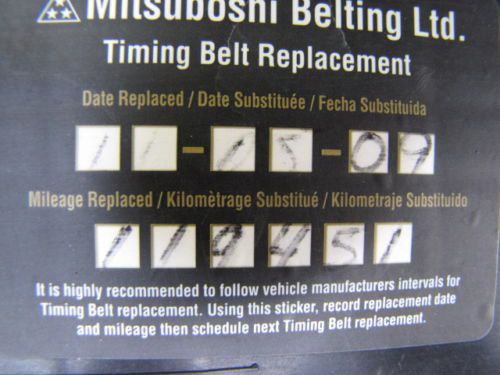 Mitsuboshi Belting Ltd.
Timing Belt Replacement
Date Replaced / Date Substituée / Fecha Substituida
11-15-09
Mileage Replaced / Kilomètrage Substitué / Kilometraje Substituido
119451
It is highly recommended to follow vehicle manufacturers intervals for
Timing Belt replacement. Using this sticker, record replacement date
and mileage then schedule next Timing Belt replacement.